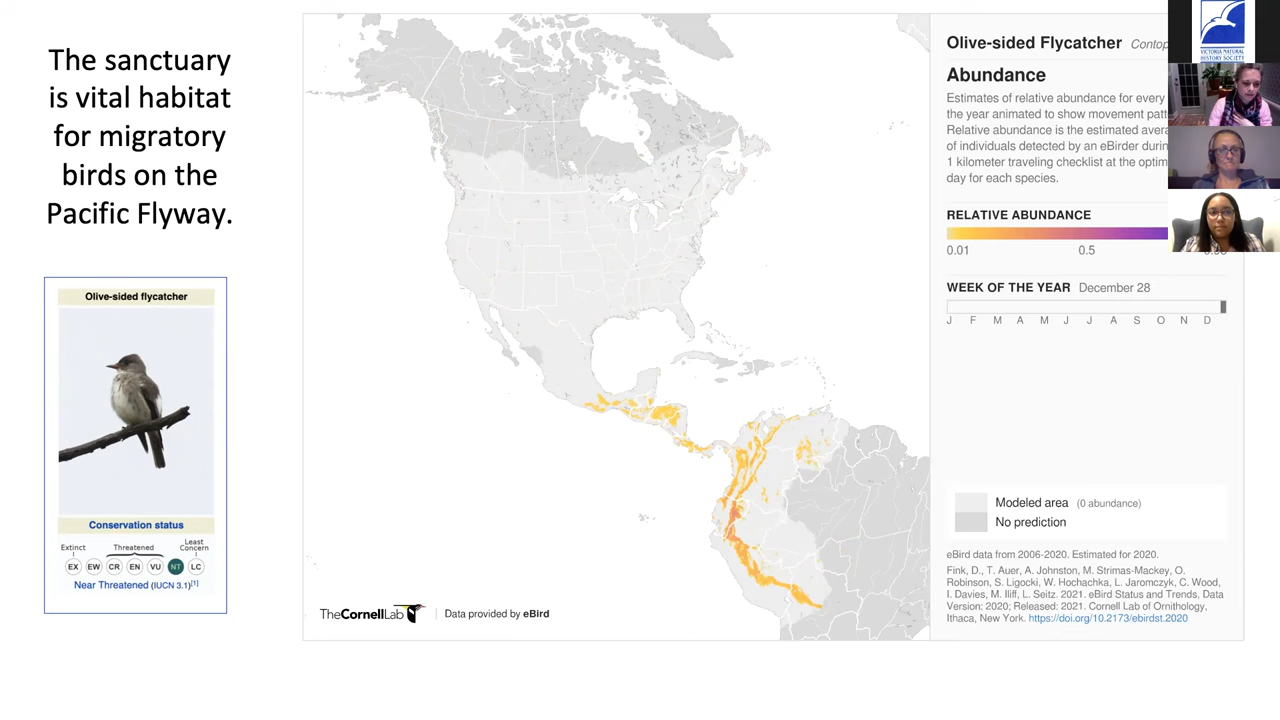 The sanctuary
is vital habitat
for migratory
birds on the
Pacific Flyway.
Olive-sided flycatcher
Conservation status
Extinct
Threatened
Least
Concern
EX EW CR EN VU NT LC
Near Threatened (IUCN 3.1)[1]
TheCornellLab
Data provided by eBird
Olive-sided Flycatcher Contop
Abundance
Estimates of relative abundance for every
the year animated to show movement patt
Relative abundance is the estimated avera
of individuals detected by an eBirder durin
1 kilometer traveling checklist at the optim
day for each species.
RELATIVE ABUNDANCE
0.01 0.5
WEEK OF THE YEAR December 28
J F M A M J J A S O N D
Modeled area (0 abundance)
No prediction
eBird data from 2006-2020. Estimated for 2020.
Fink, D., T. Auer, A. Johnston, M. Strimas-Mackey, O.
Robinson, S. Ligocki, W. Hochachka, L. Jaromczyk, C. Wood,
I. Davies, M. Iliff, L. Seitz. 2021. eBird Status and Trends, Data
Version: 2020; Released: 2021. Cornell Lab of Ornithology,
Ithaca, New York. https://doi.org/10.2173/ebirdst.2020
VICTORIA NATURAL
HISTORY SOCIETY